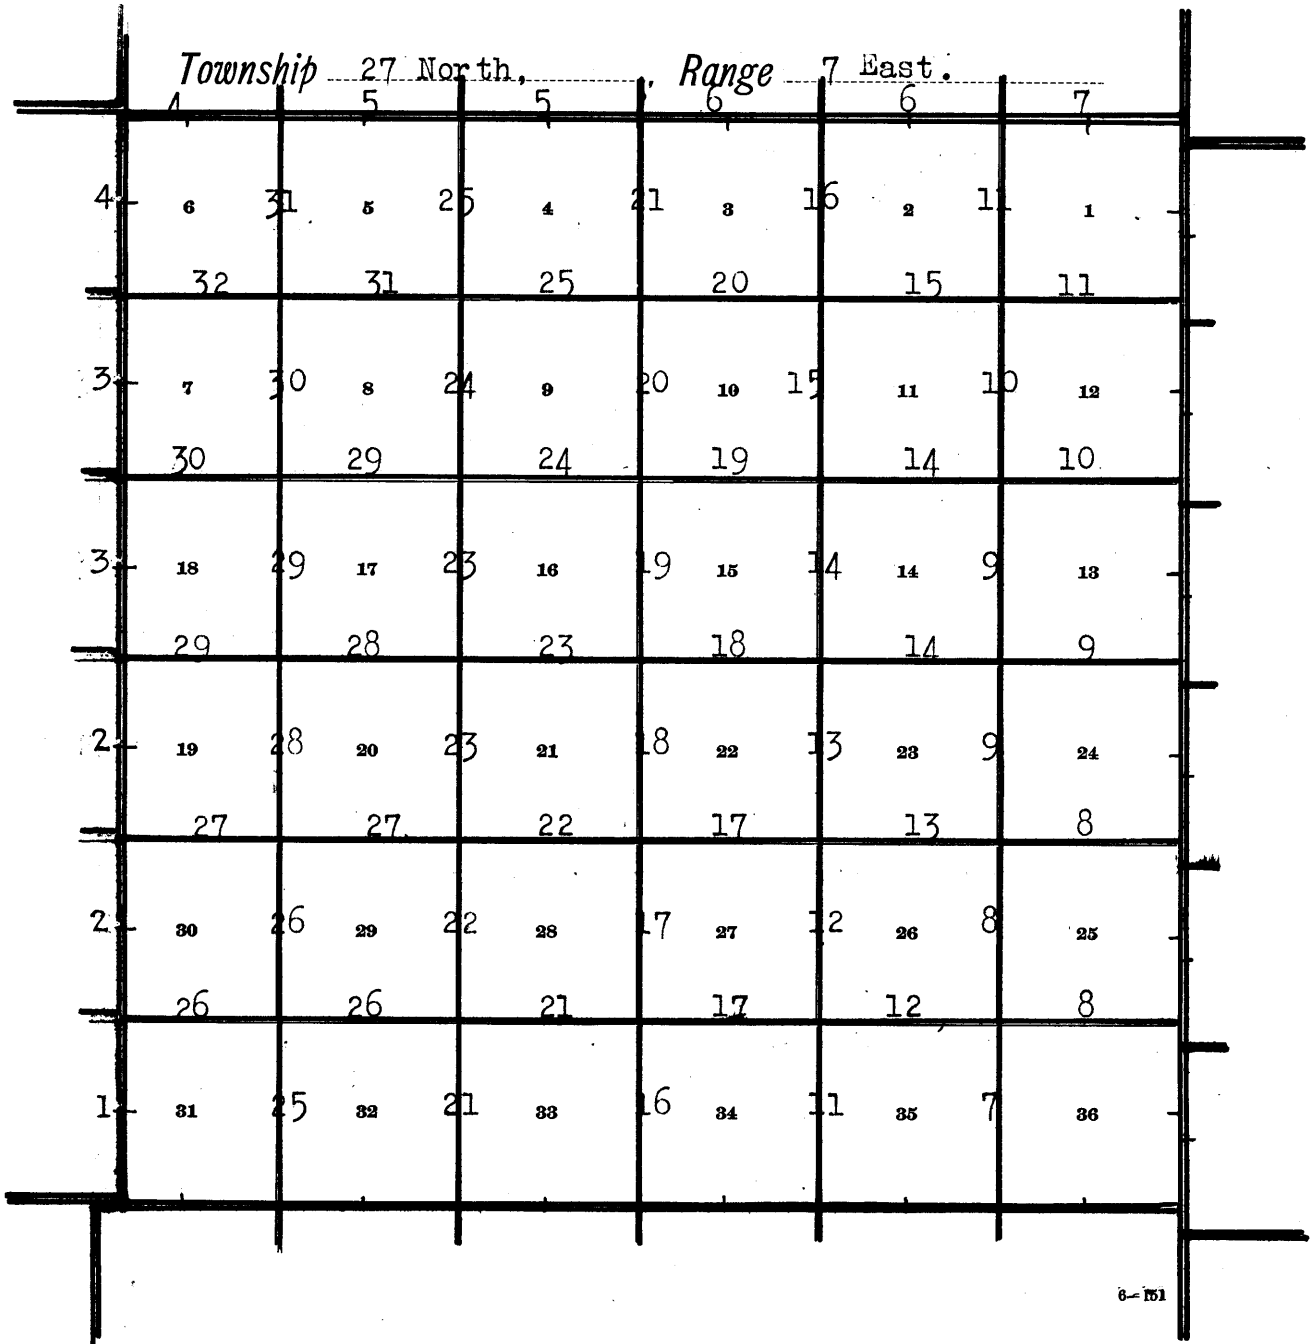 Township 27 North, , Range 7 East.
4 5 5 6 6 7
4 6 31 5 25 4 21 3 16 2 11 1
32 31 25 20 15 11
3 7 30 8 24 9 20 10 15 11 10 12
30 29 24 19 14 10
3 18 29 17 23 16 19 15 14 14 9 13
29 28 23 18 14 9
2 19 28 20 23 21 18 22 13 23 9 24
27 27 22 17 13 8
2 30 26 29 22 28 17 27 12 26 8 25
26 26 21 17 12 8
1 31 25 32 21 33 16 34 11 35 7 36
6—151